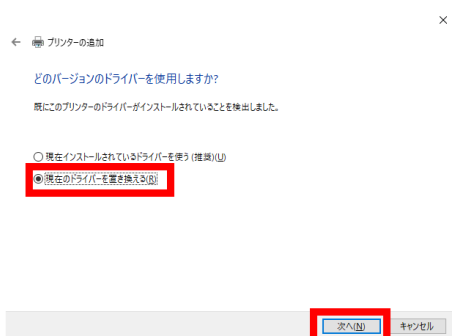 プリンターの追加
どのバージョンのドライバーを使用しますか?
既にこのプリンターのドライバーがインストールされていることを検出しました。
現在インストールされているドライバーを使う (推奨)(U)
現在のドライバーを置き換える(R)
次へ(N) キャンセル